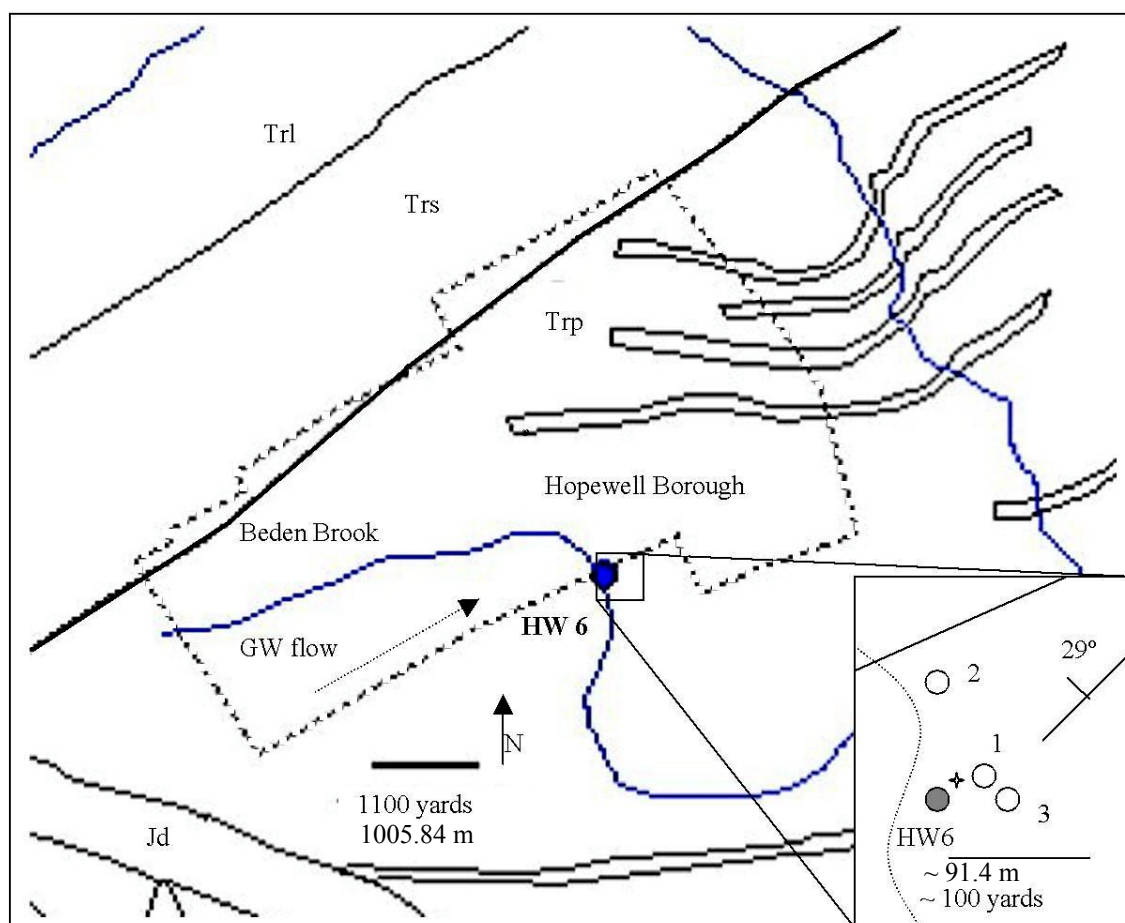 Trl
Trs
Trp
Hopewell Borough
Beden Brook
HW 6
GW flow
N
1100 yards
1005.84 m
Jd
29º
2
1
3
HW6
~ 91.4 m
~ 100 yards